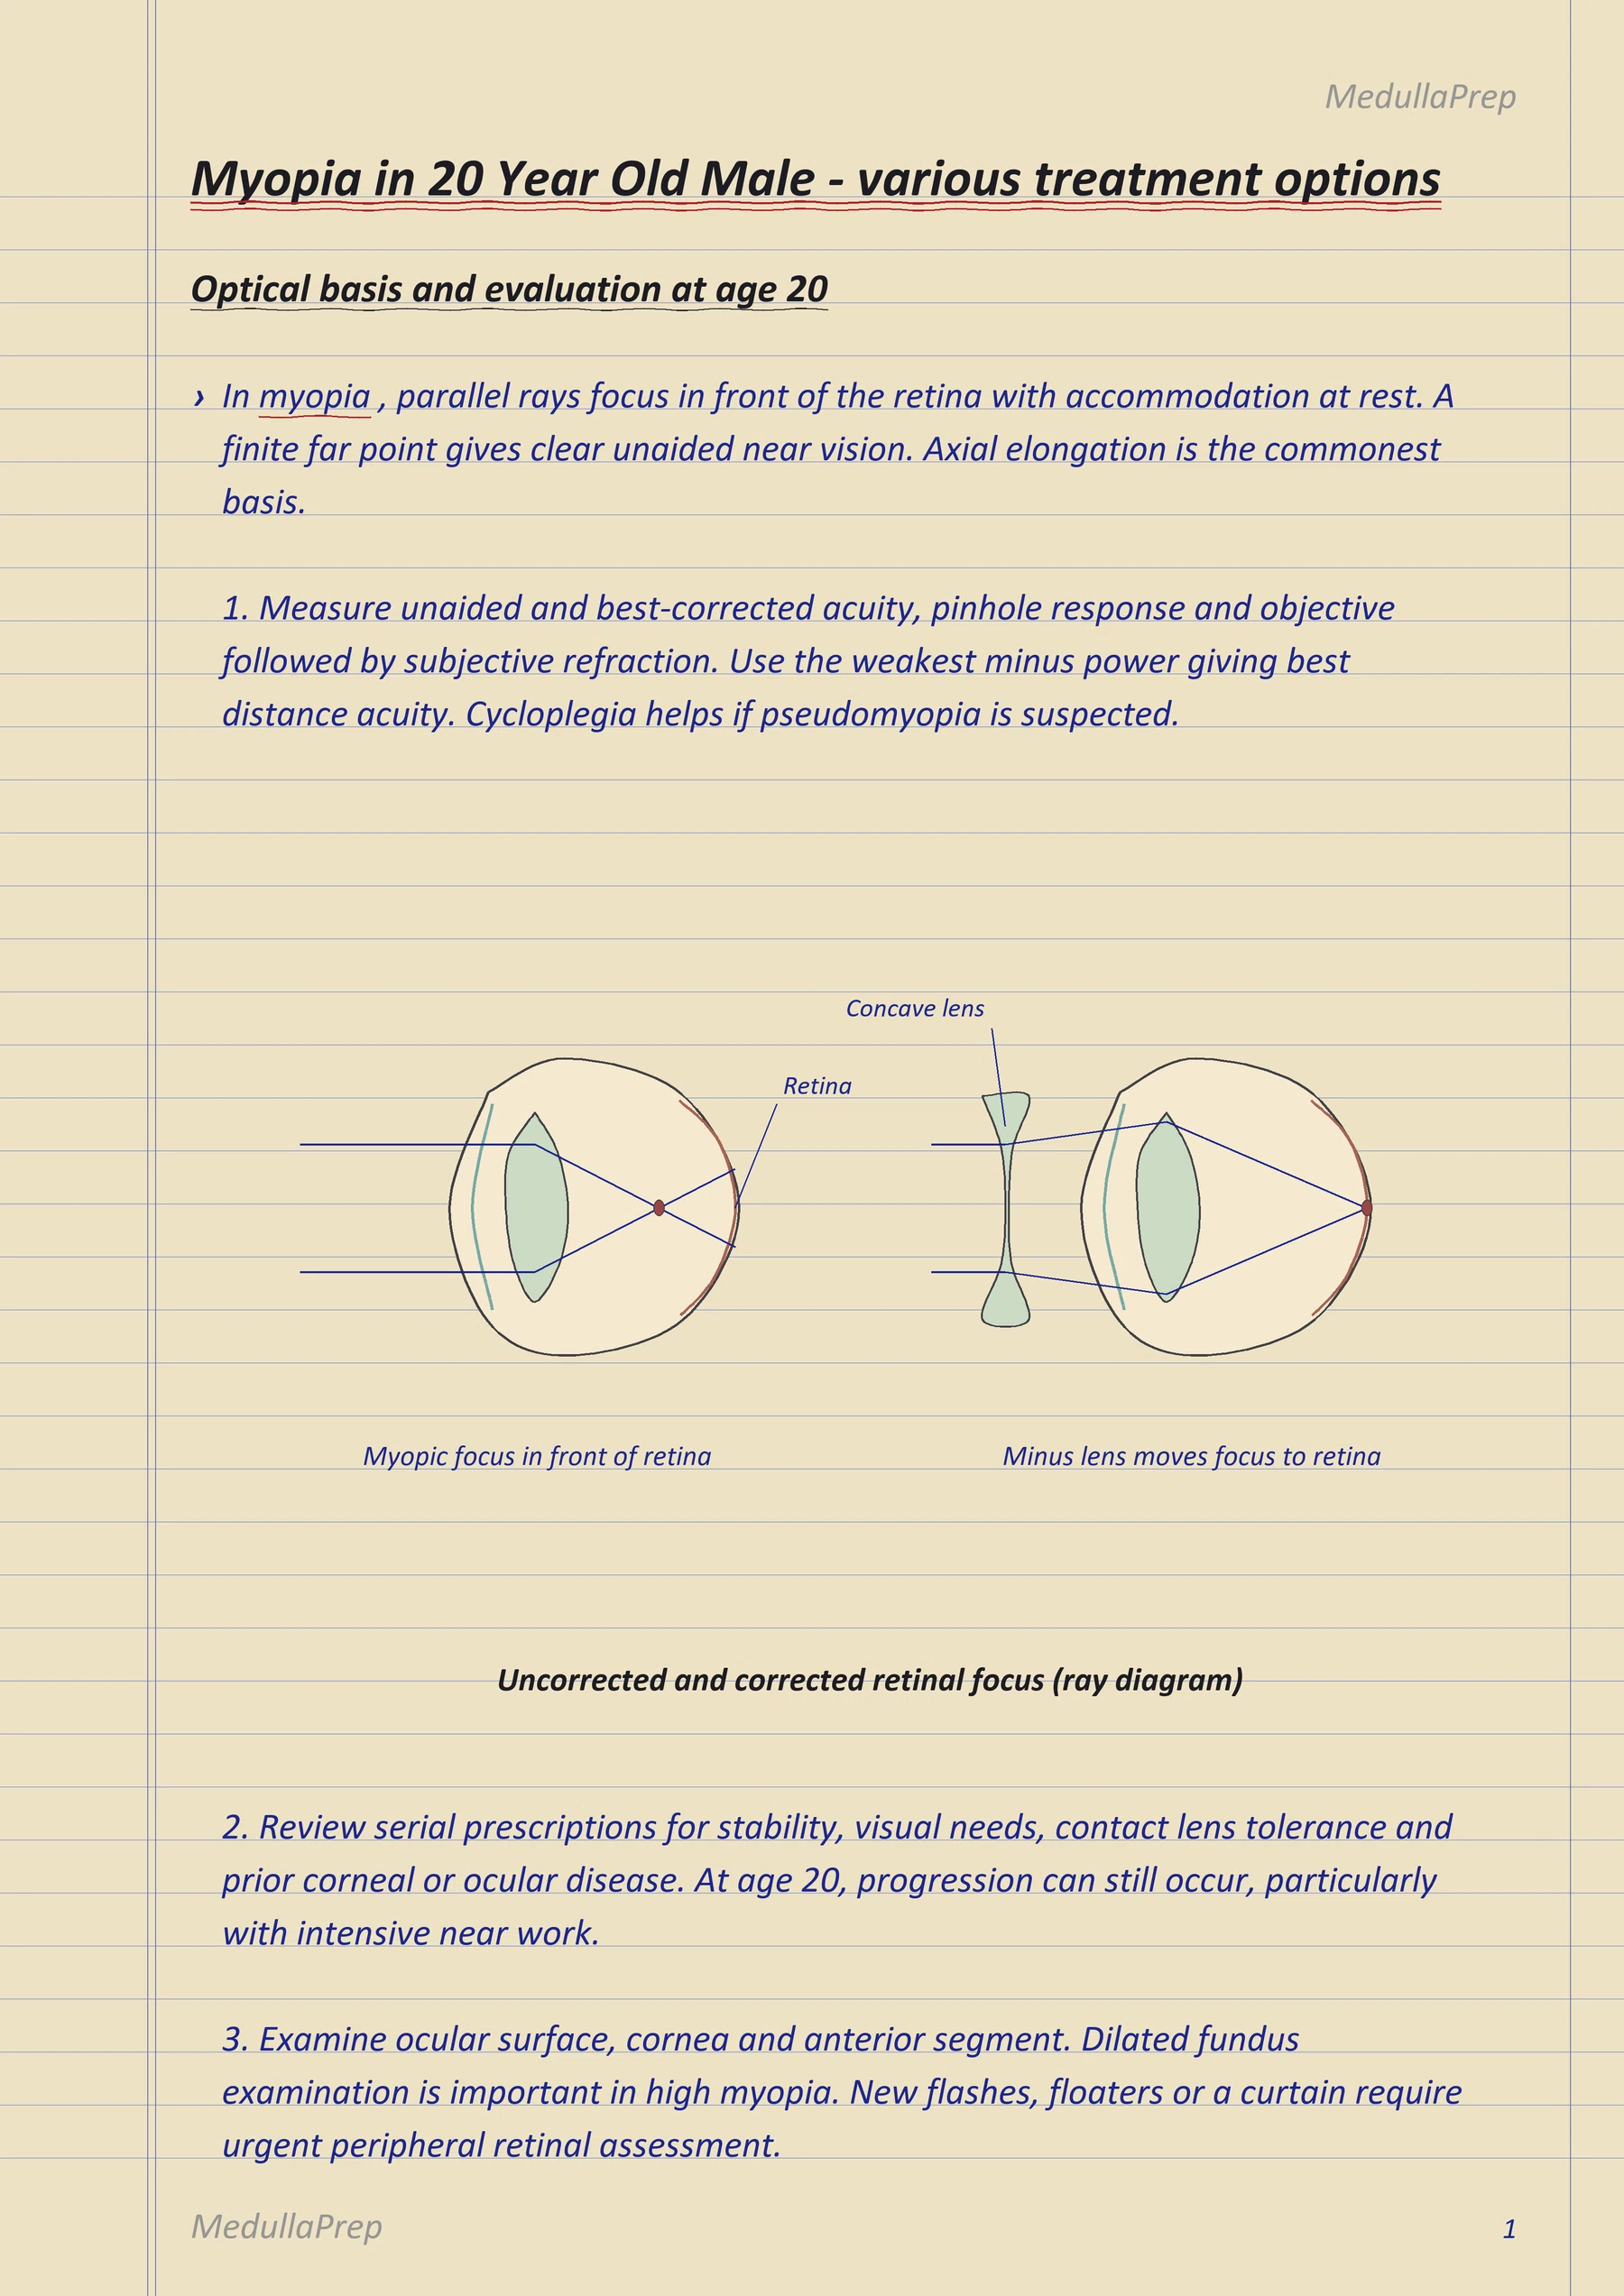 MedullaPrep
Myopia in 20 Year Old Male - various treatment options
Optical basis and evaluation at age 20
› In myopia , parallel rays focus in front of the retina with accommodation at rest. A
finite far point gives clear unaided near vision. Axial elongation is the commonest
basis.
1. Measure unaided and best-corrected acuity, pinhole response and objective
followed by subjective refraction. Use the weakest minus power giving best
distance acuity. Cycloplegia helps if pseudomyopia is suspected.
Concave lens
Retina
Myopic focus in front of retina
Minus lens moves focus to retina
Uncorrected and corrected retinal focus (ray diagram)
2. Review serial prescriptions for stability, visual needs, contact lens tolerance and
prior corneal or ocular disease. At age 20, progression can still occur, particularly
with intensive near work.
3. Examine ocular surface, cornea and anterior segment. Dilated fundus
examination is important in high myopia. New flashes, floaters or a curtain require
urgent peripheral retinal assessment.
MedullaPrep
1